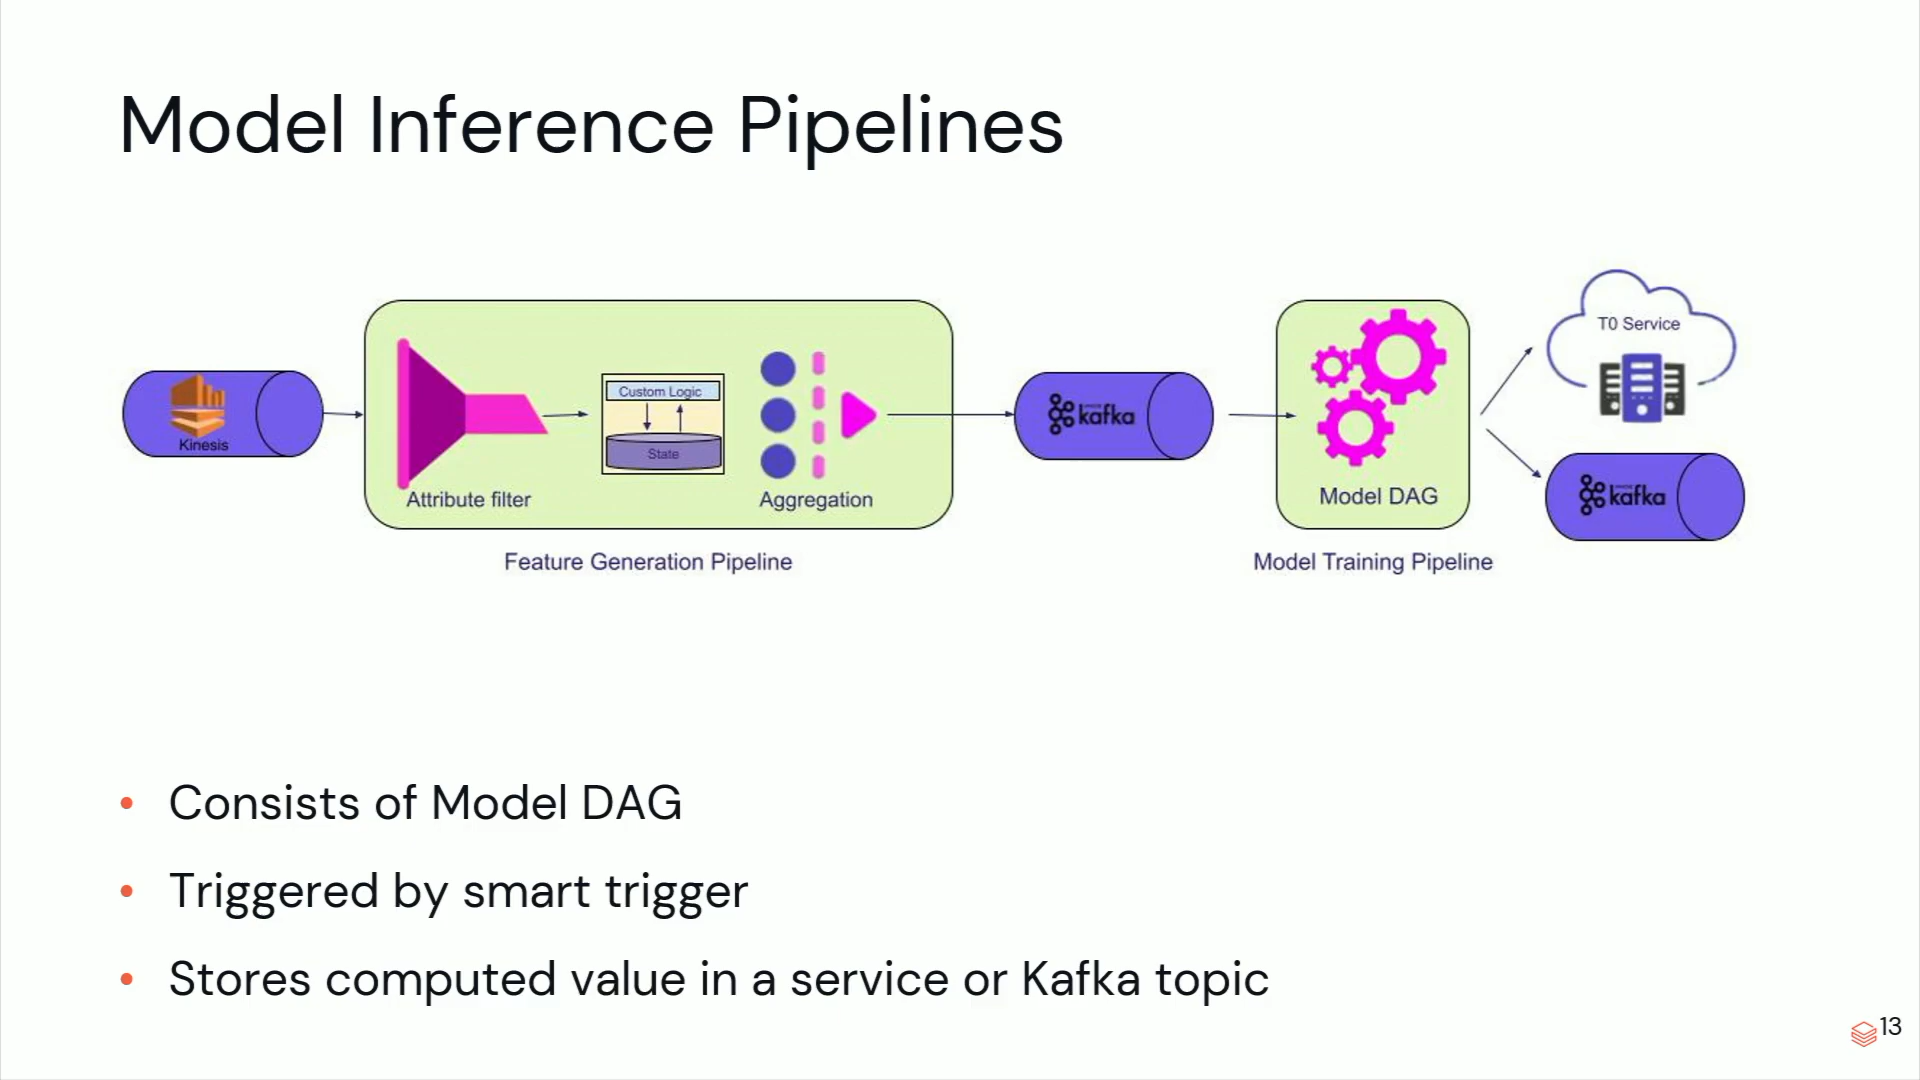 Model Inference Pipelines
Kinesis
Attribute filter
Custom Logic
State
Aggregation
Feature Generation Pipeline
kafka
Model DAG
Model Training Pipeline
T0 Service
kafka
• Consists of Model DAG
• Triggered by smart trigger
• Stores computed value in a service or Kafka topic
13